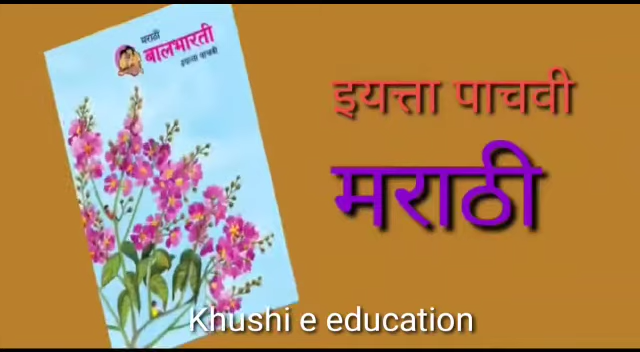 मराठी
बालभारती
इयत्ता पाचवी
इयत्ता पाचवी
मराठी
Khushi e education